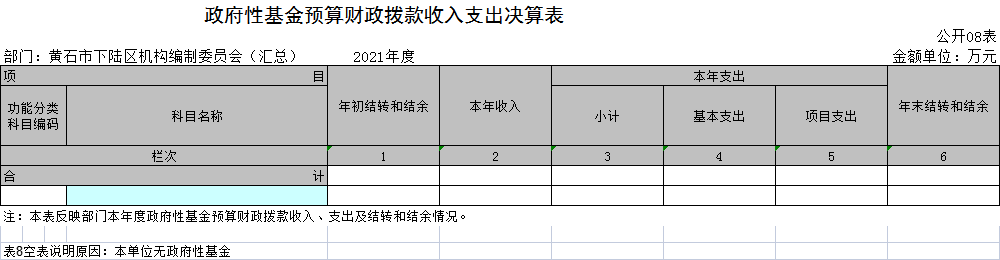 政府性基金预算财政拨款收入支出决算表
公开08表
部门：黄石市下陆区机构编制委员会（汇总） 2021年度 金额单位：万元
项 目 年初结转和结余 本年收入 本年支出 年末结转和结余
功能分类科目编码 科目名称 小计 基本支出 项目支出
栏次 1 2 3 4 5 6
合 计
注：本表反映部门本年度政府性基金预算财政拨款收入、支出及结转和结余情况。
表8空表说明原因：本单位无政府性基金